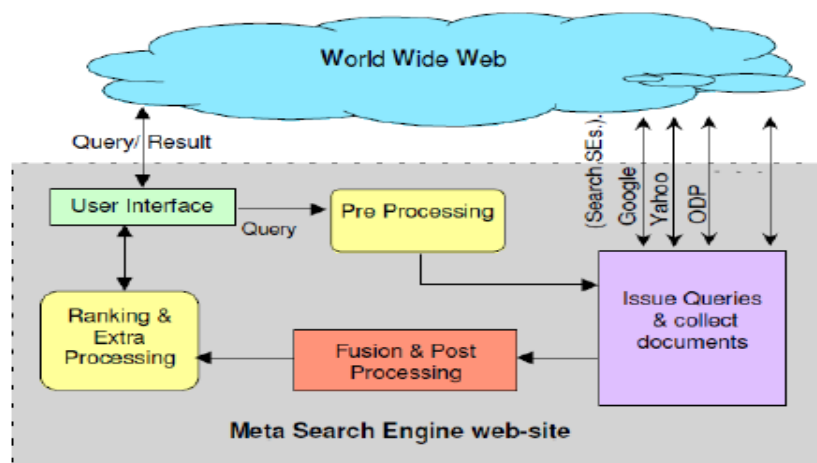 World Wide Web
Query/ Result
(Search SEs.).
Google
Yahoo
ODP
User Interface
Query
Pre Processing
Issue Queries
& collect
documents
Ranking &
Extra
Processing
Fusion & Post
Processing
Meta Search Engine web-site